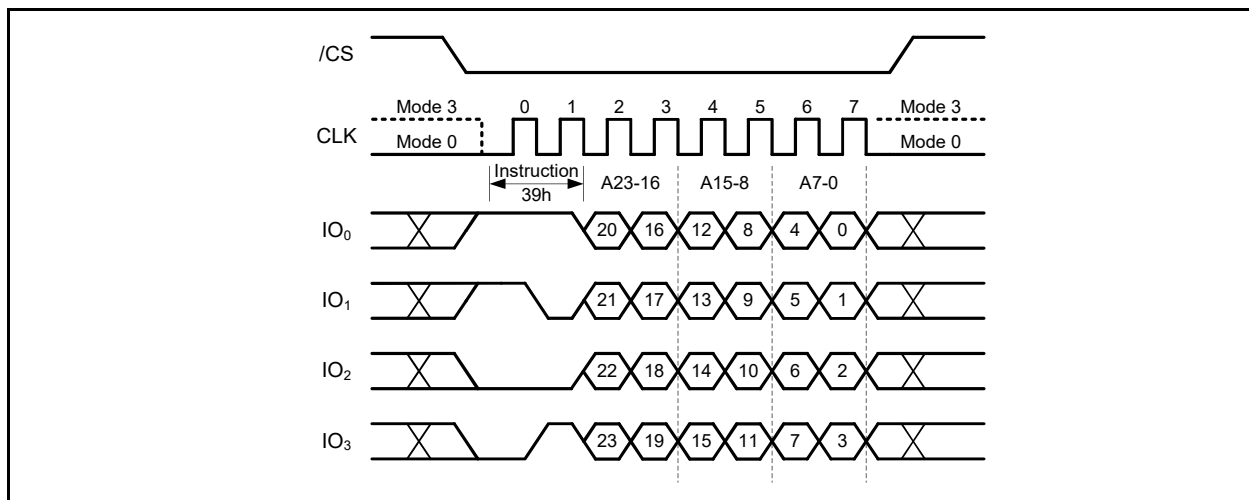 /CS
Mode 3 0 1 2 3 4 5 6 7 Mode 3
CLK
Mode 0 Mode 0
Instruction
39h
A23-16 A15-8 A7-0
IO0 20 16 12 8 4 0
IO1 21 17 13 9 5 1
IO2 22 18 14 10 6 2
IO3 23 19 15 11 7 3